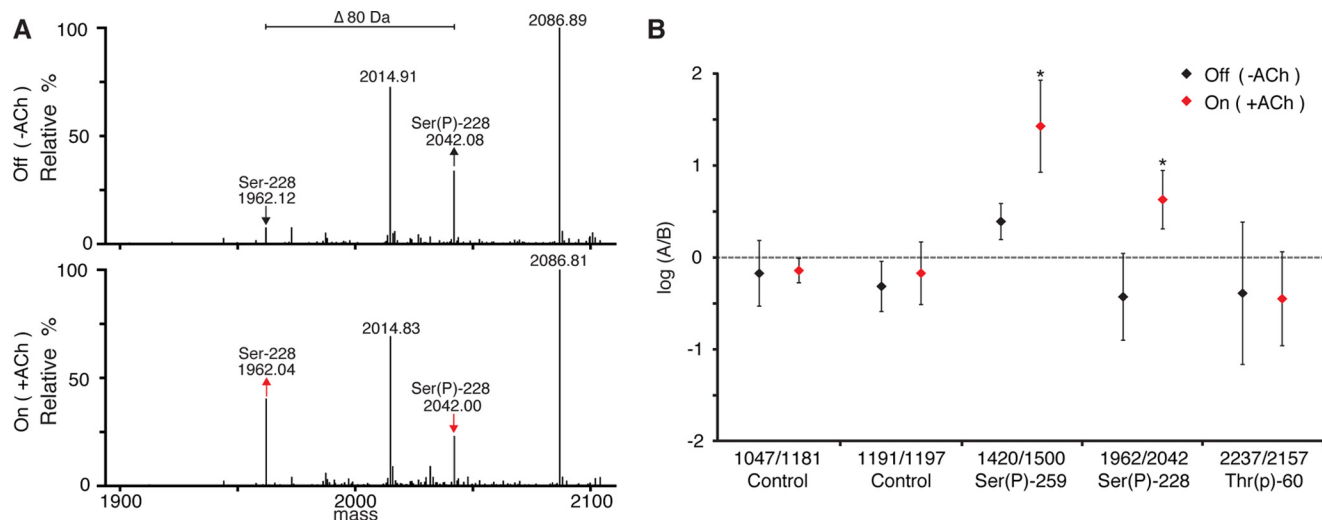 A
Δ 80 Da
100
50
0
Relative %
Off ( -ACh )
2086.89
2014.91
Ser(P)-228
2042.08
Ser-228
1962.12
100
50
0
Relative %
On ( +ACh )
2086.81
2014.83
Ser-228
1962.04
Ser(P)-228
2042.00
1900
2000
2100
mass
B
Off ( -ACh )
On ( +ACh )
log (A/B)
2
1
0
-1
-2
*
*
1047/1181
Control
1191/1197
Control
1420/1500
Ser(P)-259
1962/2042
Ser(P)-228
2237/2157
Thr(p)-60